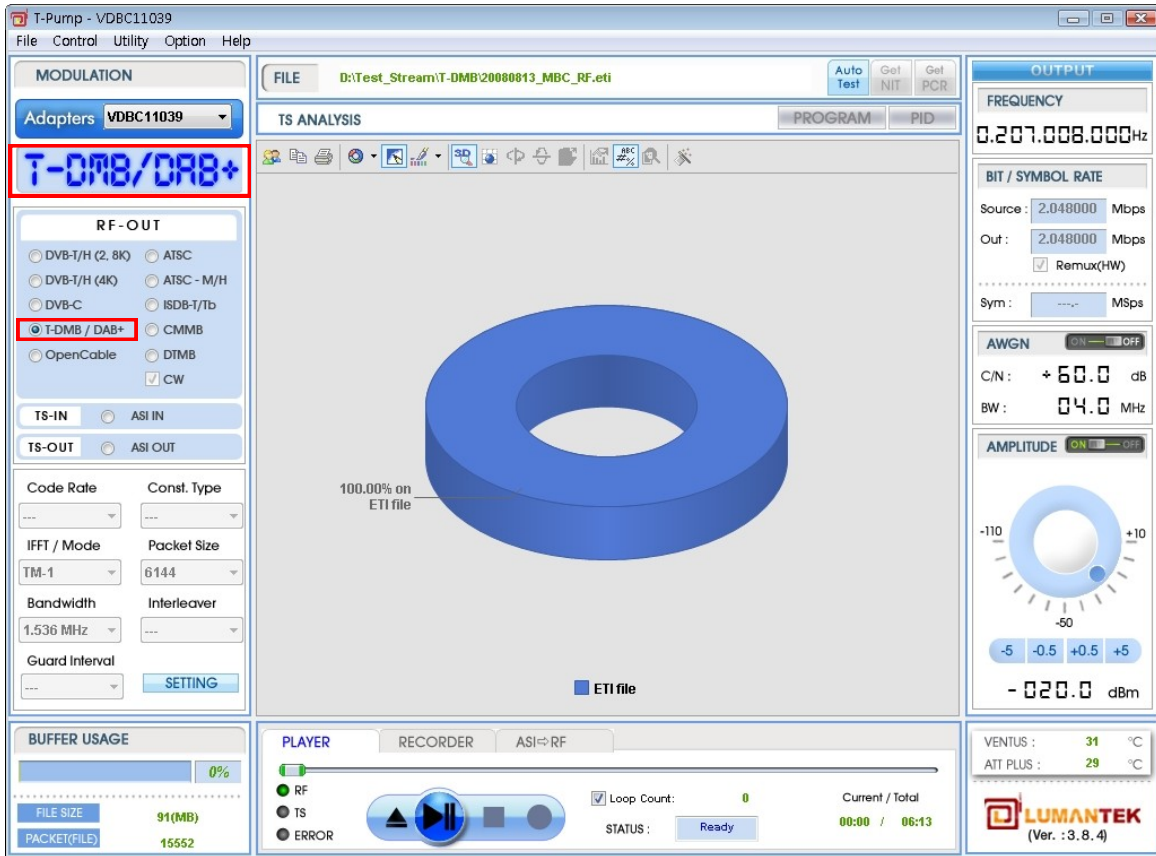 T-Pump - VDBC11039
File Control Utility Option Help
MODULATION
Adapters VDBC11039
T-DMB/DAB+
RF-OUT
DVB-T/H (2, 8K) ATSC
DVB-T/H (4K) ATSC - M/H
DVB-C ISDB-T/Tb
T-DMB / DAB+ CMMB
OpenCable DTMB
CW
TS-IN ASI IN
TS-OUT ASI OUT
Code Rate Const. Type
--- ---
IFFT / Mode Packet Size
TM-1 6144
Bandwidth Interleaver
1.536 MHz ---
Guard Interval
--- SETTING
BUFFER USAGE
0%
FILE SIZE 91(MB)
PACKET(FILE) 15552
FILE D:\Test_Stream\T-DMB\20080813_MBC_RF.eti
Auto Test Get NIT Get PCR
TS ANALYSIS PROGRAM PID
3D ABC #%
100.00% on
ETI file
ETI file
PLAYER RECORDER ASI⇨RF
RF
TS
ERROR
Loop Count: 0
STATUS : Ready
Current / Total
00:00 / 06:13
OUTPUT
FREQUENCY
0.207.008.000Hz
BIT / SYMBOL RATE
Source : 2.048000 Mbps
Out : 2.048000 Mbps
Remux(HW)
Sym : ---.- MSps
AWGN ON OFF
C/N : +60.0 dB
BW : 04.0 MHz
AMPLITUDE ON OFF
-110 +10
-50
-5 -0.5 +0.5 +5
-020.0 dBm
VENTUS : 31 °C
ATT PLUS : 29 °C
LUMANTEK
(Ver. :3.8.4)